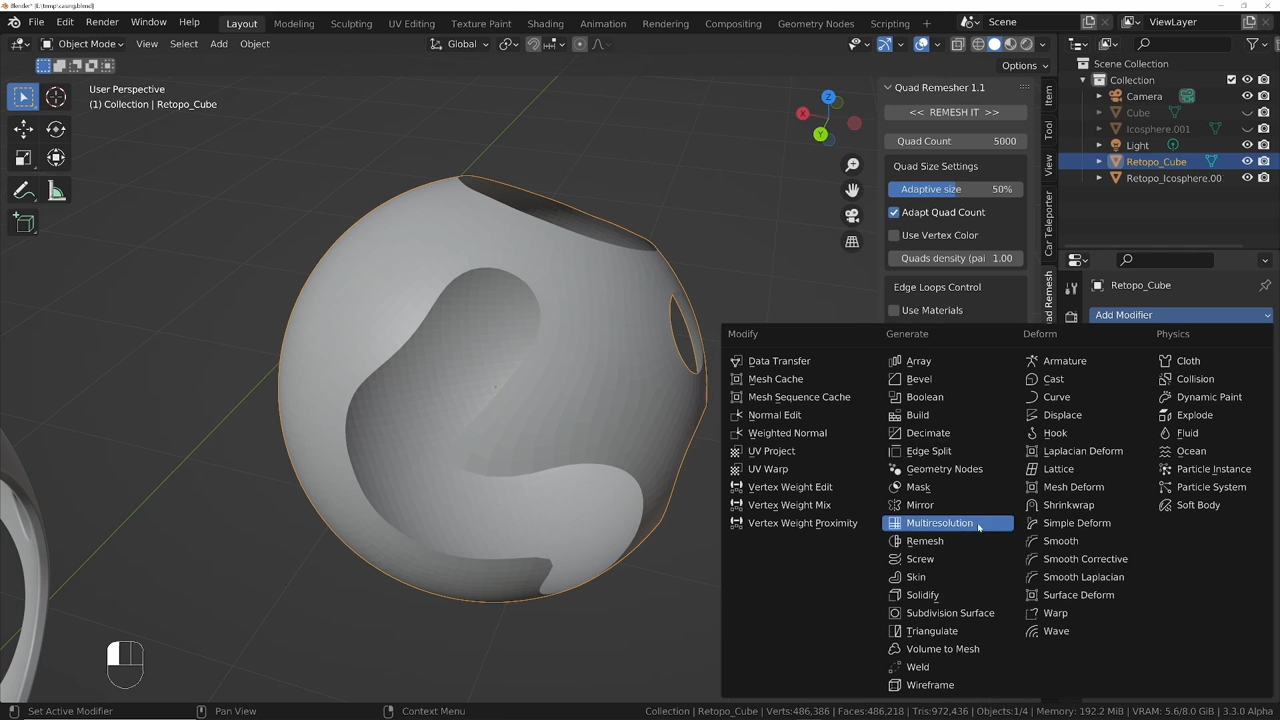 Blender* [E:\temp\casing.blend]
File Edit Render Window Help Layout Modeling Sculpting UV Editing Texture Paint Shading Animation Rendering Compositing Geometry Nodes Scripting + Scene ViewLayer
Object Mode View Select Add Object Global
Options
User Perspective
(1) Collection | Retopo_Cube
X
Y
Z
Quad Remesher 1.1
<< REMESH IT >>
Quad Count 5000
Quad Size Settings
Adaptive size 50%
Adapt Quad Count
Use Vertex Color
Quads density (pai 1.00
Edge Loops Control
Use Materials
Item
Tool
View
Car Teleporter
uad Remesh
Scene Collection
Collection
Camera
Cube
Icosphere.001
Light
Retopo_Cube
Retopo_Icosphere.00
Retopo_Cube
Add Modifier
Modify
Data Transfer
Mesh Cache
Mesh Sequence Cache
Normal Edit
Weighted Normal
UV Project
UV Warp
Vertex Weight Edit
Vertex Weight Mix
Vertex Weight Proximity
Generate
Array
Bevel
Boolean
Build
Decimate
Edge Split
Geometry Nodes
Mask
Mirror
Multiresolution
Remesh
Screw
Skin
Solidify
Subdivision Surface
Triangulate
Volume to Mesh
Weld
Wireframe
Deform
Armature
Cast
Curve
Displace
Hook
Laplacian Deform
Lattice
Mesh Deform
Shrinkwrap
Simple Deform
Smooth
Smooth Corrective
Smooth Laplacian
Surface Deform
Warp
Wave
Physics
Cloth
Collision
Dynamic Paint
Explode
Fluid
Ocean
Particle Instance
Particle System
Soft Body
Set Active Modifier Pan View Context Menu Collection | Retopo_Cube | Verts:486,386 | Faces:486,218 | Tris:972,436 | Objects:1/4 | Memory: 192.2 MiB | VRAM: 5.6/8.0 GiB | 3.3.0 Alpha